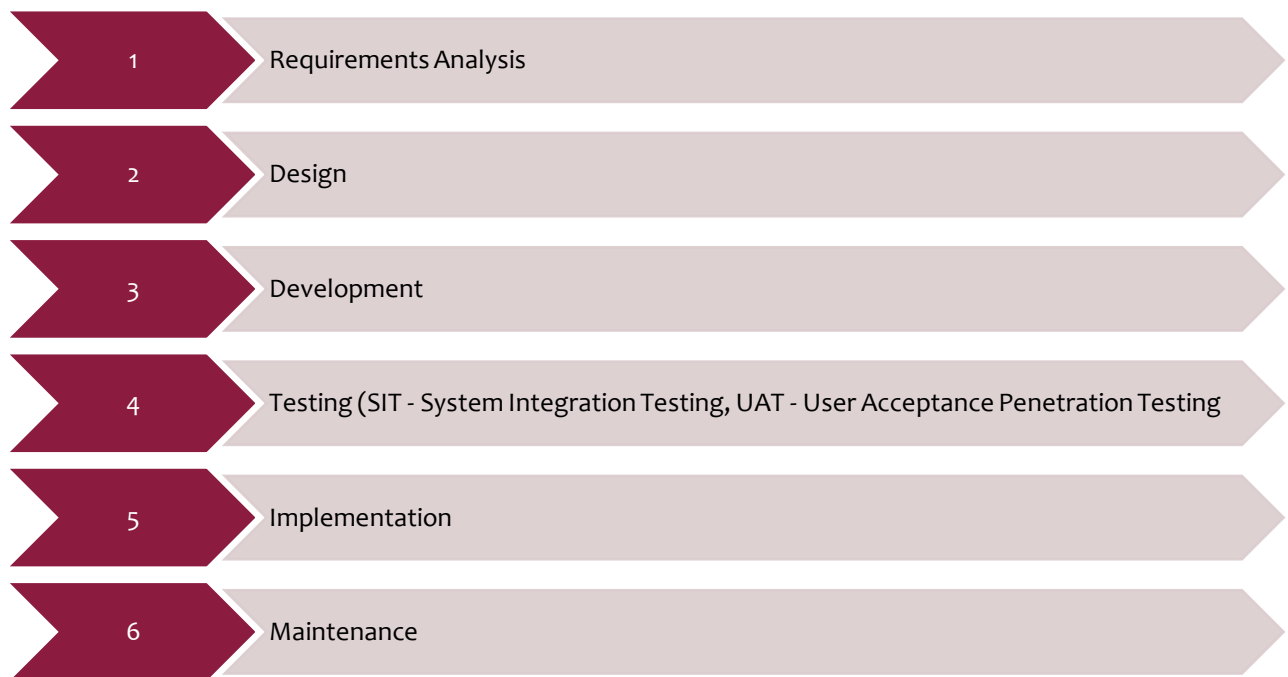 1 Requirements Analysis
2 Design
3 Development
4 Testing (SIT - System Integration Testing, UAT - User Acceptance Penetration Testing
5 Implementation
6 Maintenance